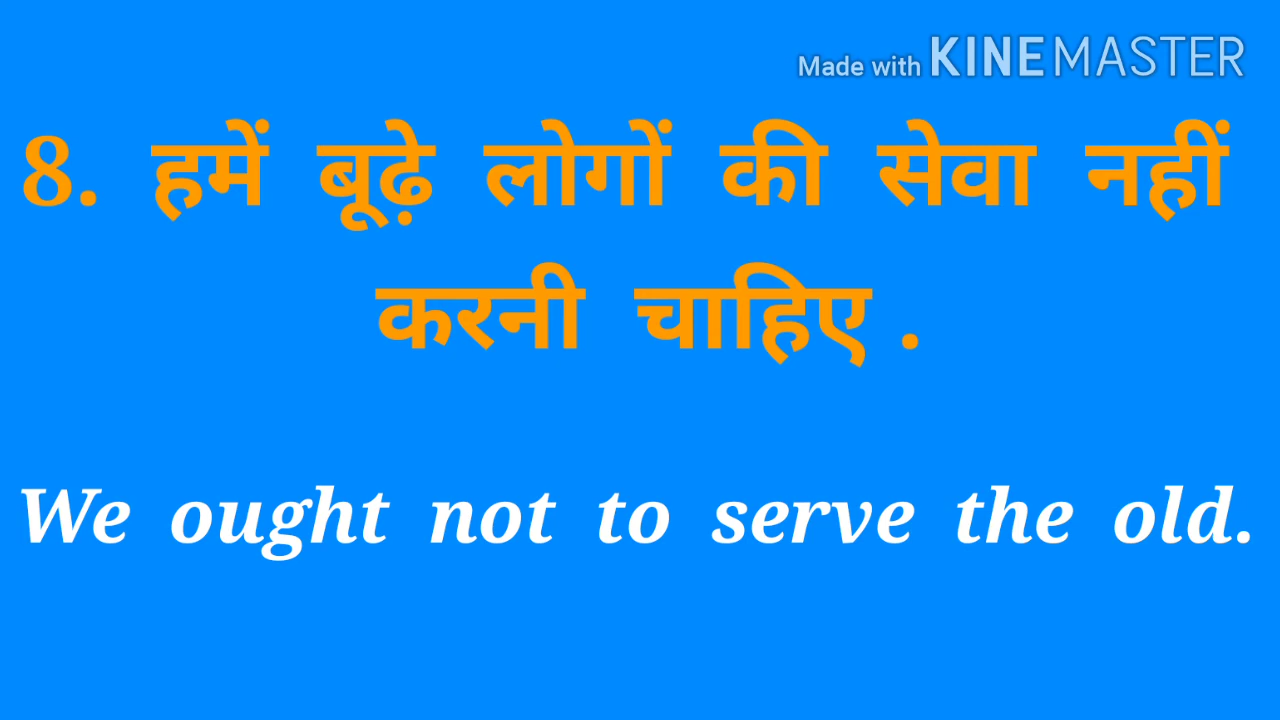 Made with KINEMASTER
8. हमें बूढ़े लोगों की सेवा नहीं
करनी चाहिए .
We ought not to serve the old.